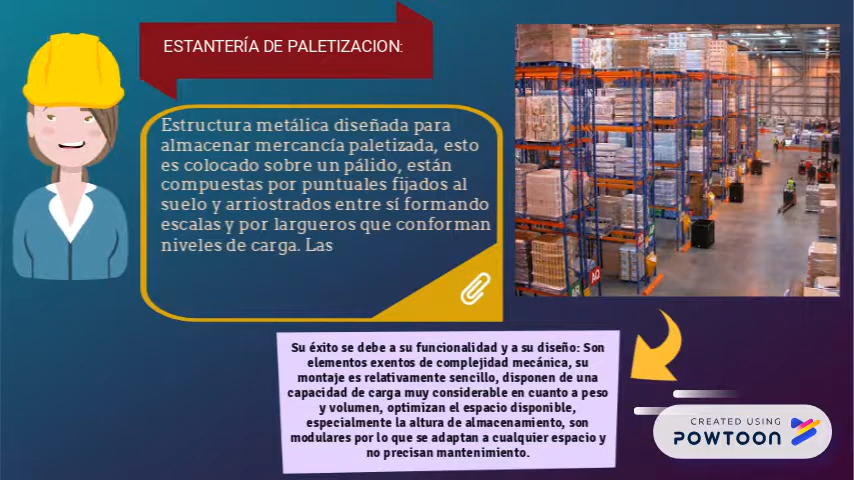 ESTANTERÍA DE PALETIZACION:
Estructura metálica diseñada para
almacenar mercancía paletizada, esto
es colocado sobre un pálido, están
compuestas por puntuales fijados al
suelo y arriostrados entre sí formando
escalas y por largueros que conforman
niveles de carga. Las
Su éxito se debe a su funcionalidad y a su diseño: Son
elementos exentos de complejidad mecánica, su
montaje es relativamente sencillo, disponen de una
capacidad de carga muy considerable en cuanto a peso
y volumen, optimizan el espacio disponible,
especialmente la altura de almacenamiento, son
modulares por lo que se adaptan a cualquier espacio y
no precisan mantenimiento.
CREATED USING
POWTOON